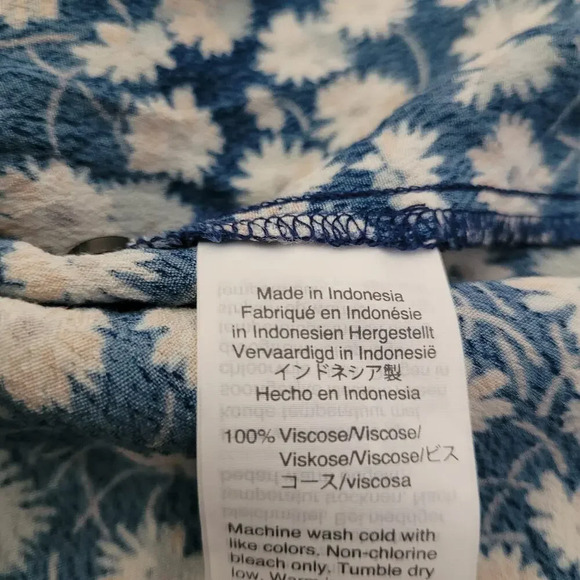 Made in Indonesia
Fabriqué en Indonésie
in Indonesien Hergestellt
Vervaardigd in Indonesië
インドネシア製
Hecho en Indonesia
100% Viscose/Viscose/
Viskose/Viscose/ビス
コース/viscosa
Machine wash cold with
like colors. Non-chlorine
bleach only. Tumble dry
low.